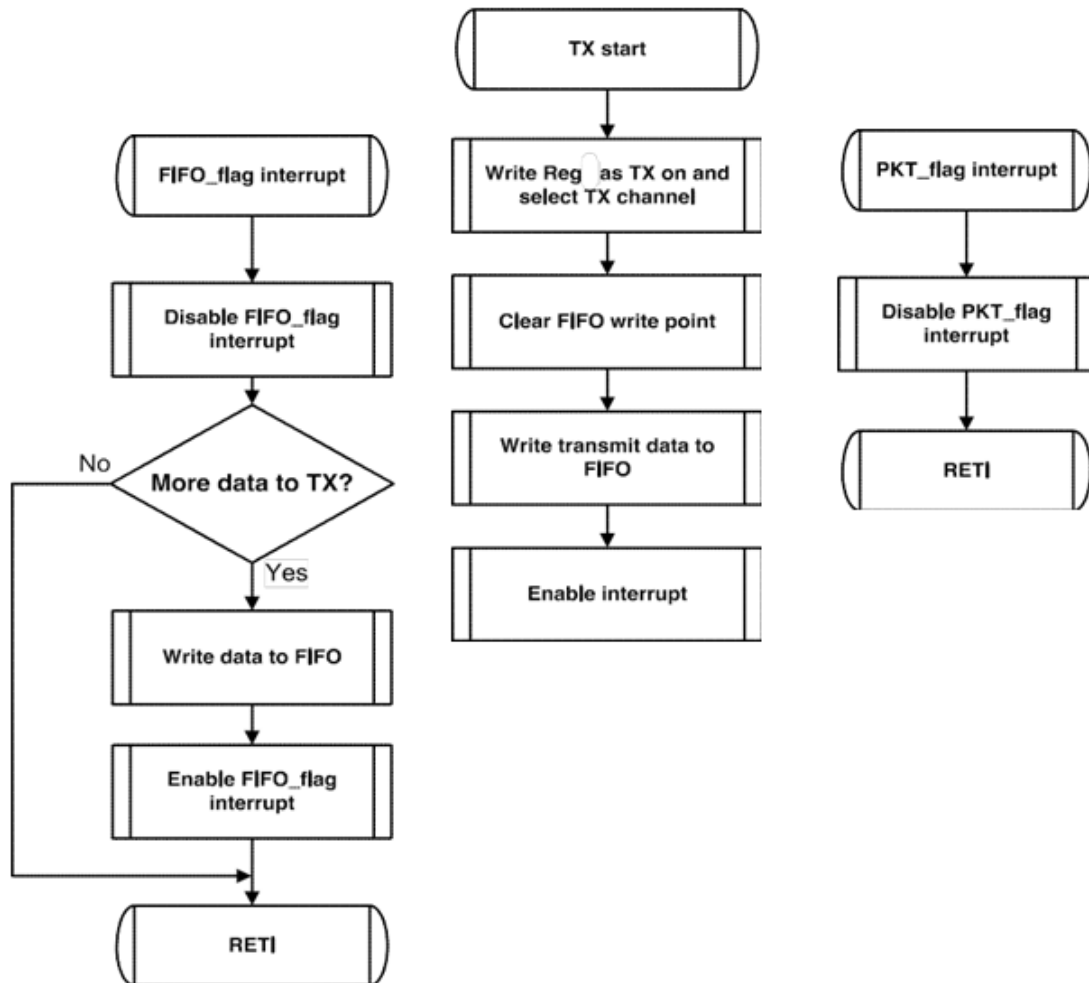 FIFO_flag interrupt
Disable FIFO_flag
interrupt
More data to TX?
No
Yes
Write data to FIFO
Enable FIFO_flag
interrupt
RETI
TX start
Write Reg as TX on and
select TX channel
Clear FIFO write point
Write transmit data to
FIFO
Enable interrupt
PKT_flag interrupt
Disable PKT_flag
interrupt
RETI